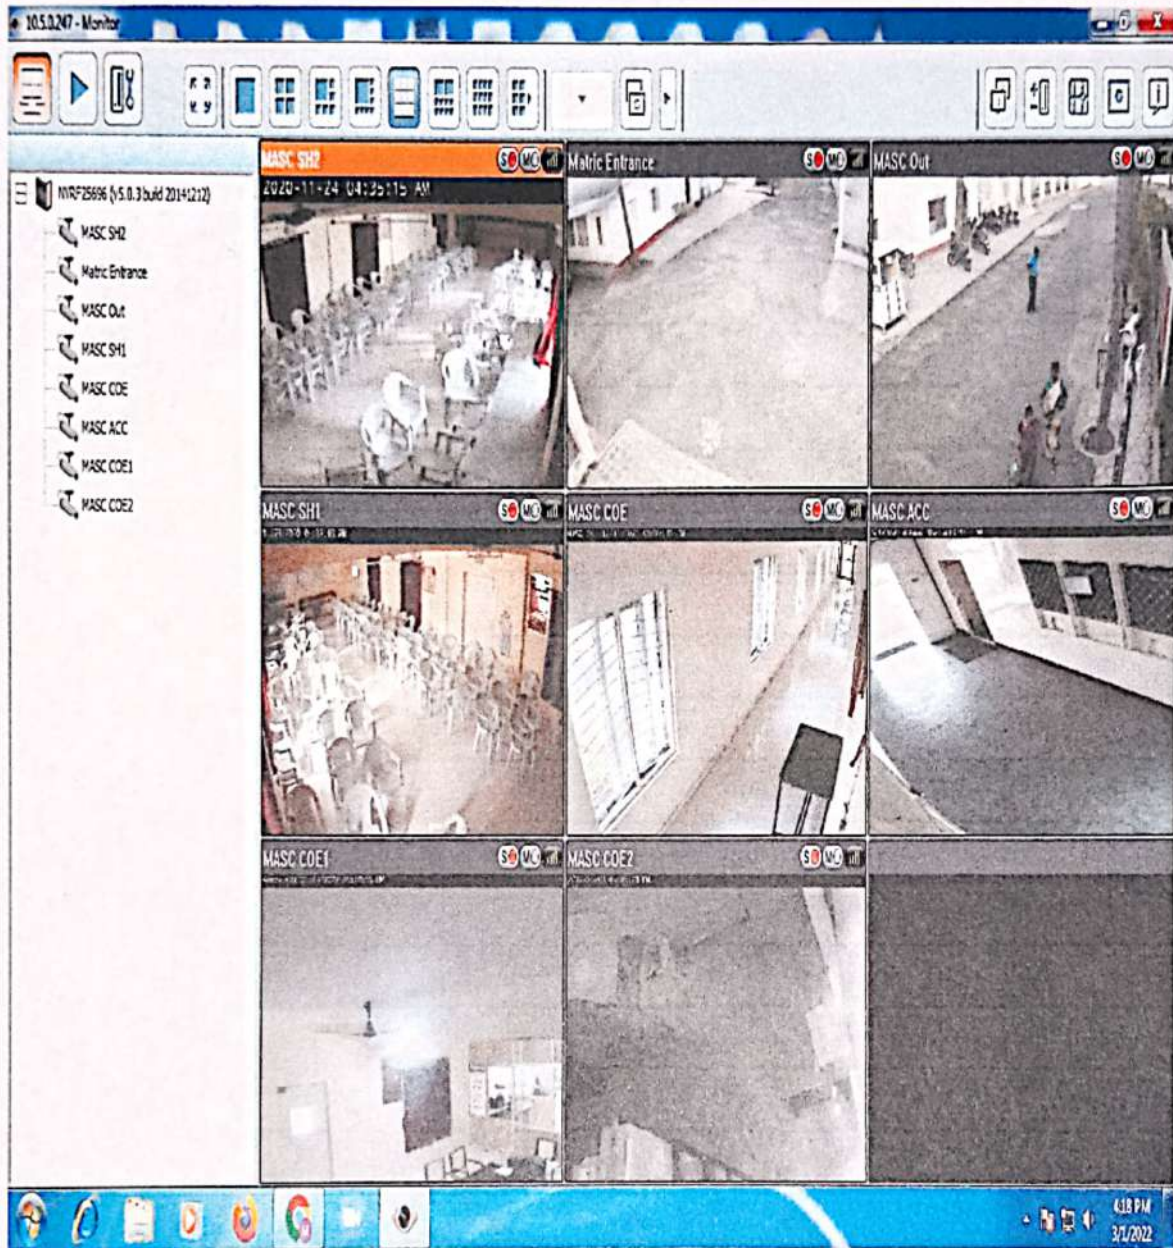 10.5.0.247 - Monitor
NVRF25696 (v5.0.3 build 20141212)
MASC SH2
Matric Entrance
MASC Out
MASC SH1
MASC COE
MASC ACC
MASC COE1
MASC COE2
MASC SH2
2020-11-24 04:35:15 AM
Matric Entrance
MASC Out
MASC SH1
MASC COE
MASC ACC
MASC COE1
MASC COE2
4:18 PM
3/1/2022